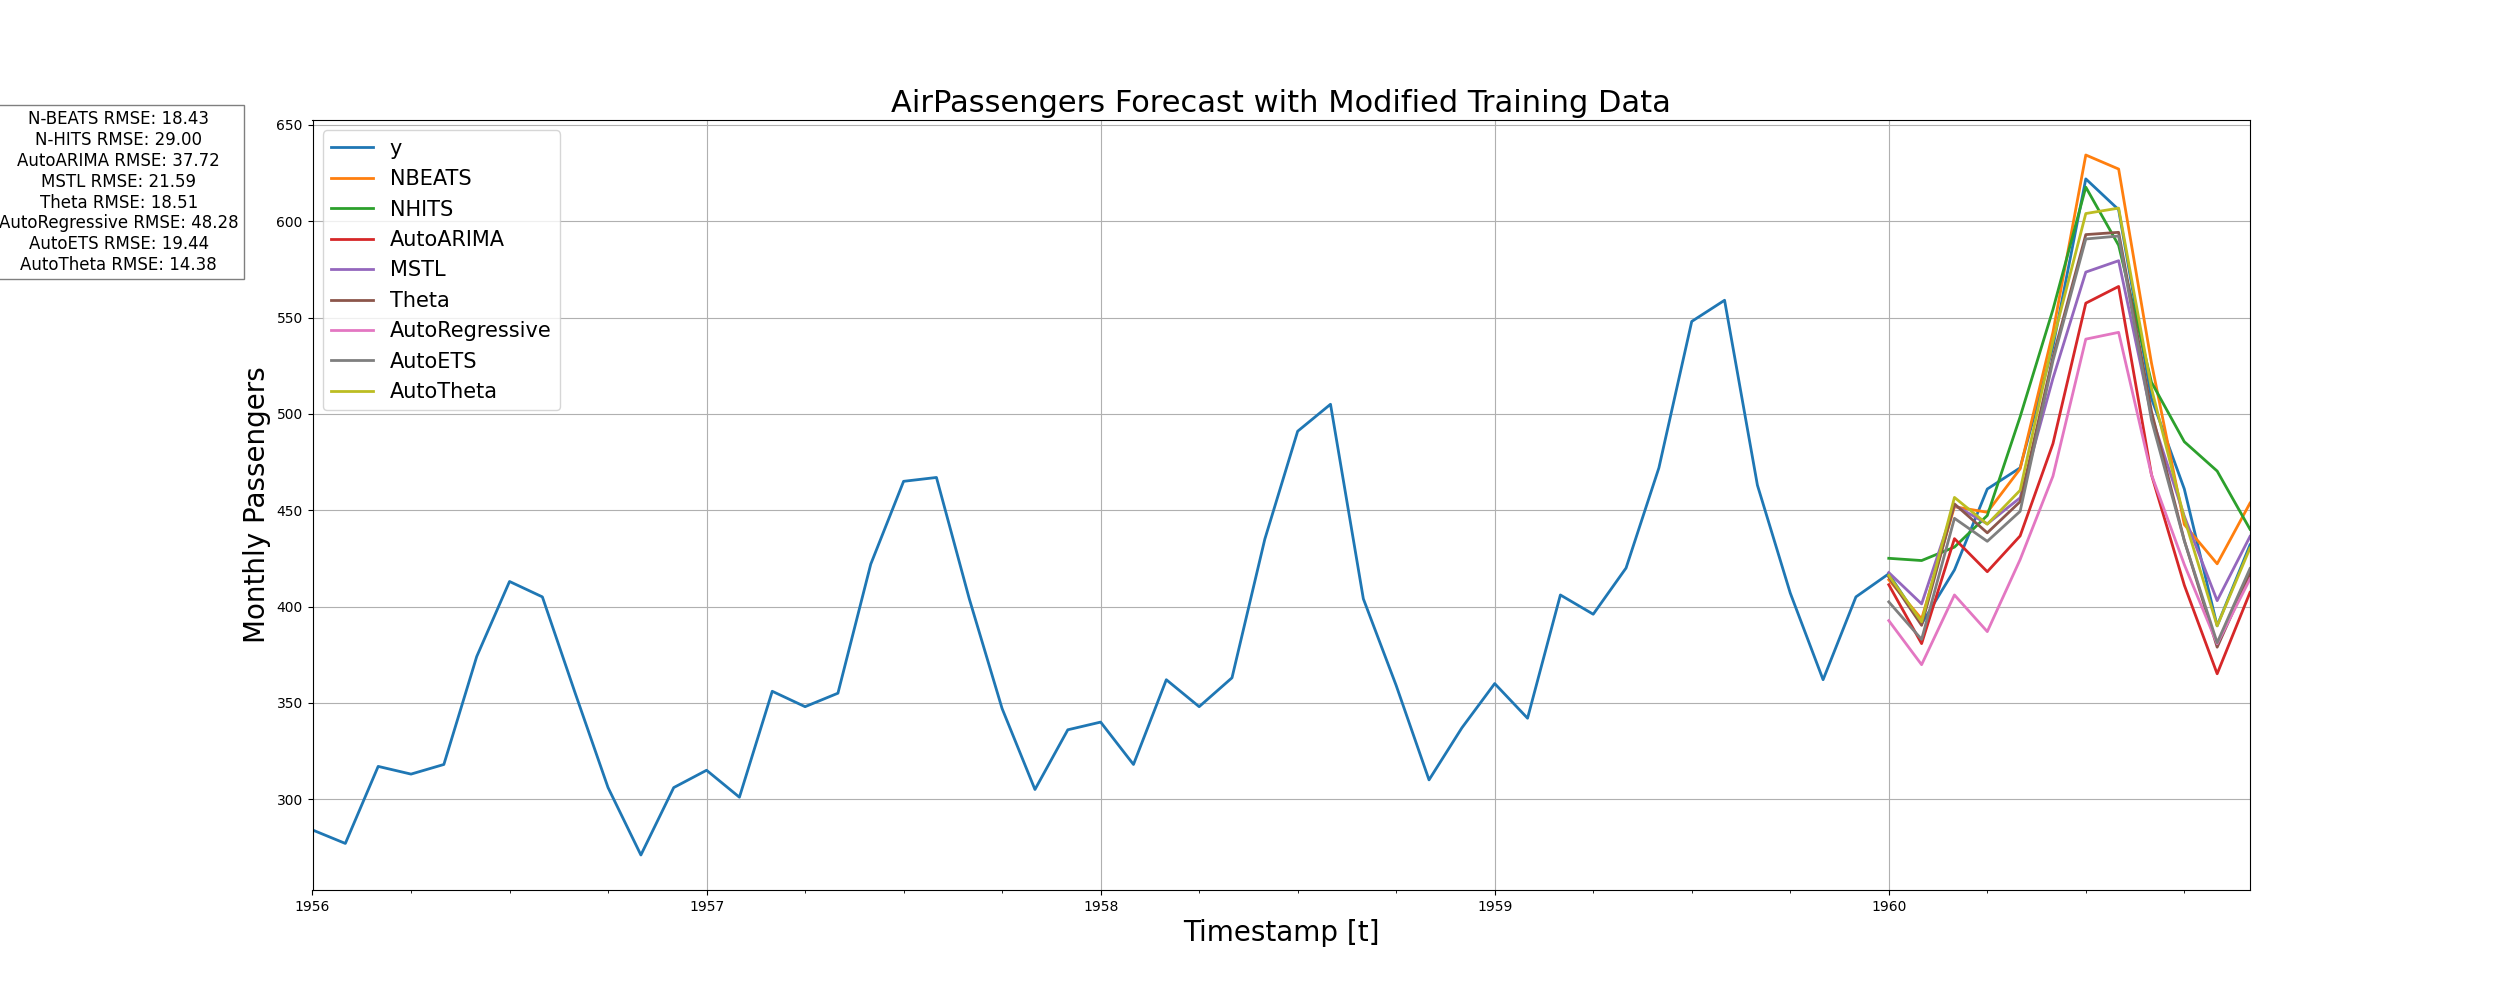 AirPassengers Forecast with Modified Training Data
N-BEATS RMSE: 18.43
N-HITS RMSE: 29.00
AutoARIMA RMSE: 37.72
MSTL RMSE: 21.59
Theta RMSE: 18.51
AutoRegressive RMSE: 48.28
AutoETS RMSE: 19.44
AutoTheta RMSE: 14.38
y
NBEATS
NHITS
AutoARIMA
MSTL
Theta
AutoRegressive
AutoETS
AutoTheta
Monthly Passengers
650
600
550
500
450
400
350
300
1956
1957
1958
1959
1960
Timestamp [t]